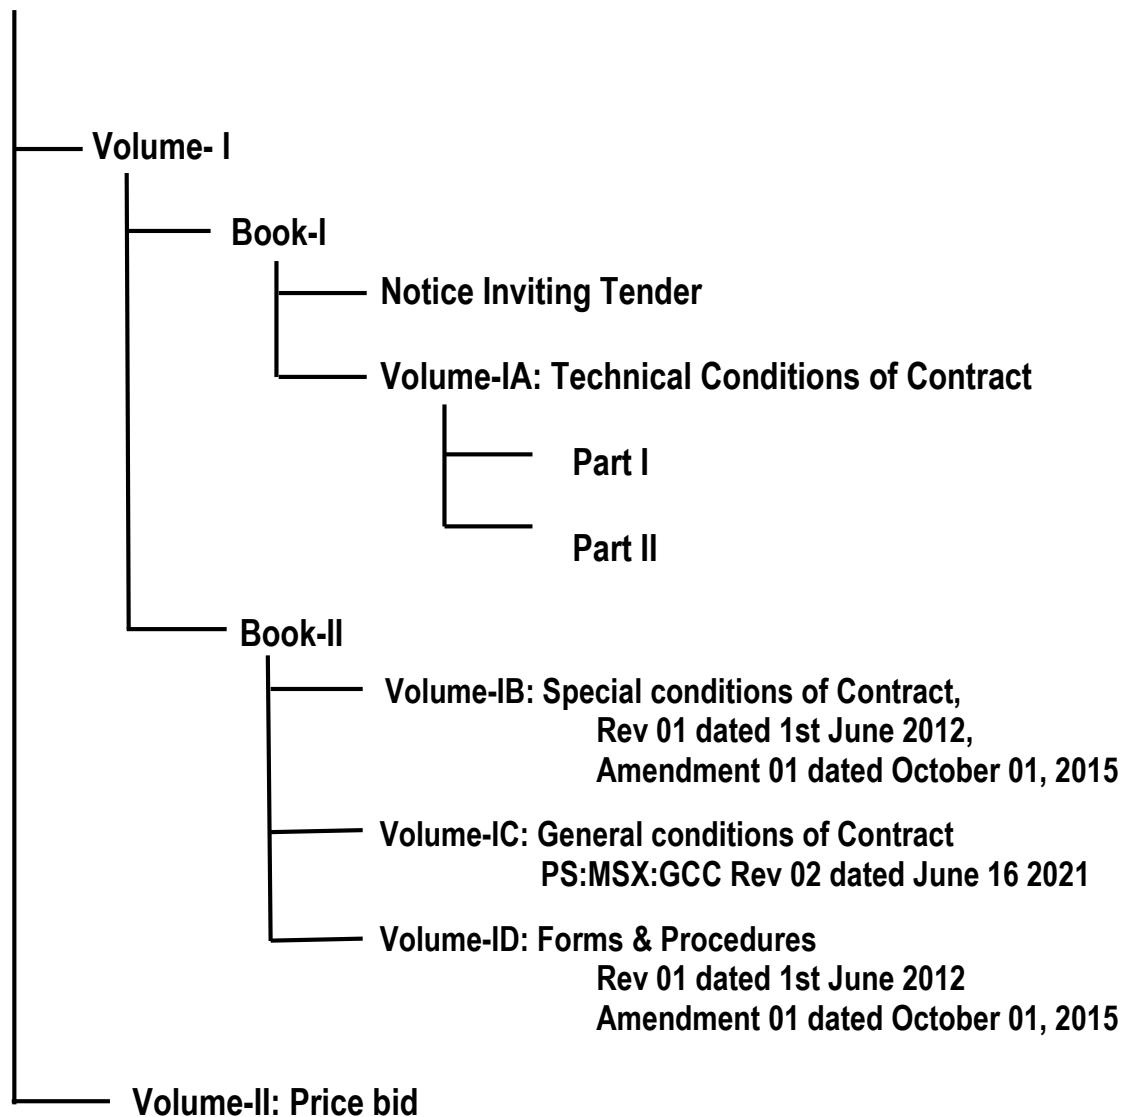 Volume- I
Book-I
Notice Inviting Tender
Volume-IA: Technical Conditions of Contract
Part I
Part II
Book-II
Volume-IB: Special conditions of Contract,
Rev 01 dated 1st June 2012,
Amendment 01 dated October 01, 2015
Volume-IC: General conditions of Contract
PS:MSX:GCC Rev 02 dated June 16 2021
Volume-ID: Forms & Procedures
Rev 01 dated 1st June 2012
Amendment 01 dated October 01, 2015
Volume-II: Price bid